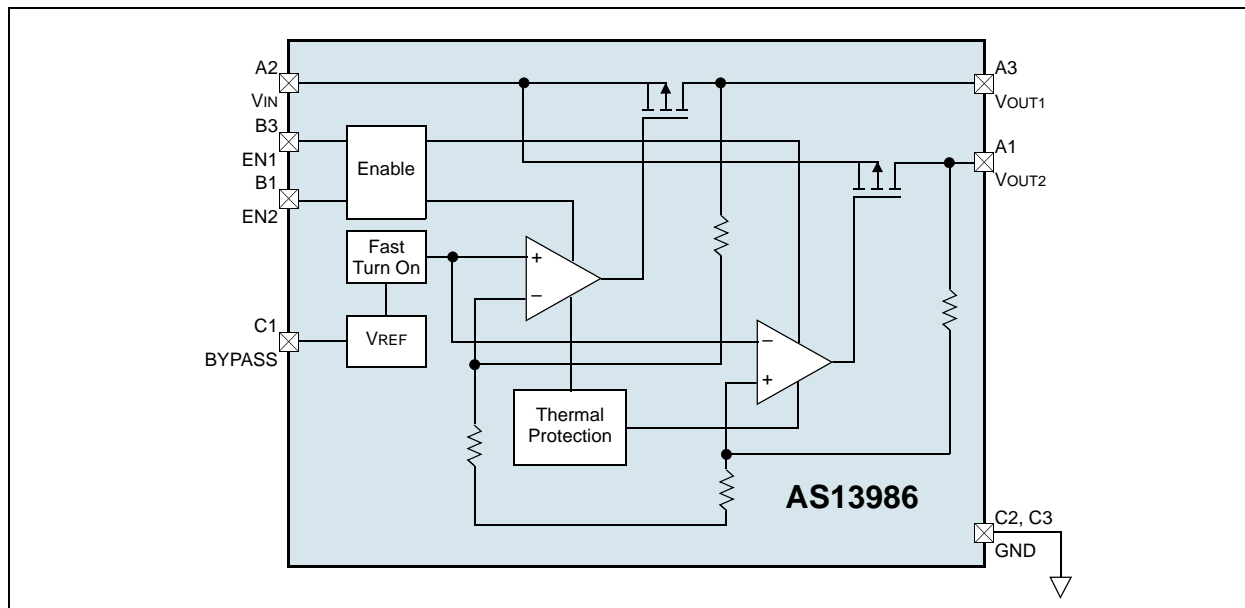 A2
VIN
B3
EN1
B1
EN2
C1
BYPASS
Enable
Fast
Turn On
VREF
+
−
Thermal
Protection
−
+
A3
VOUT1
A1
VOUT2
AS13986
C2, C3
GND